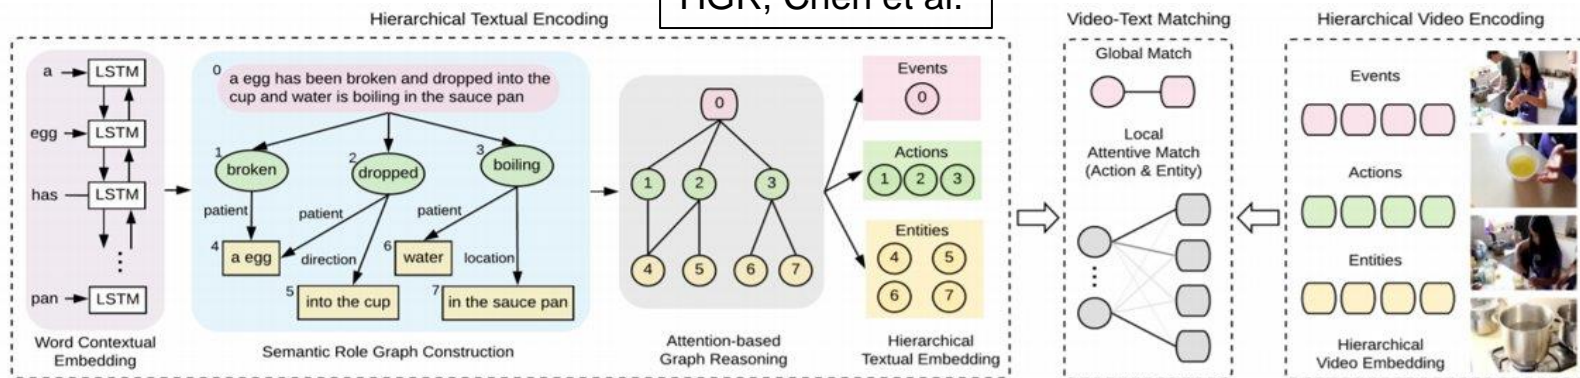 HGR, Chen et al.
Hierarchical Textual Encoding
Video-Text Matching
Hierarchical Video Encoding
a
LSTM
egg
LSTM
has
LSTM
pan
LSTM
Word Contextual
Embedding
0
a egg has been broken and dropped into the
cup and water is boiling in the sauce pan
1
broken
2
dropped
3
boiling
patient
patient
patient
4
a egg
direction
6
water
location
5
into the cup
7
in the sauce pan
Semantic Role Graph Construction
0
1
2
3
4
5
6
7
Attention-based
Graph Reasoning
Events
0
Actions
1 2 3
Entities
4 5
6 7
Hierarchical
Textual Embedding
Global Match
Local
Attentive Match
(Action & Entity)
Events
Actions
Entities
Hierarchical
Video Embedding